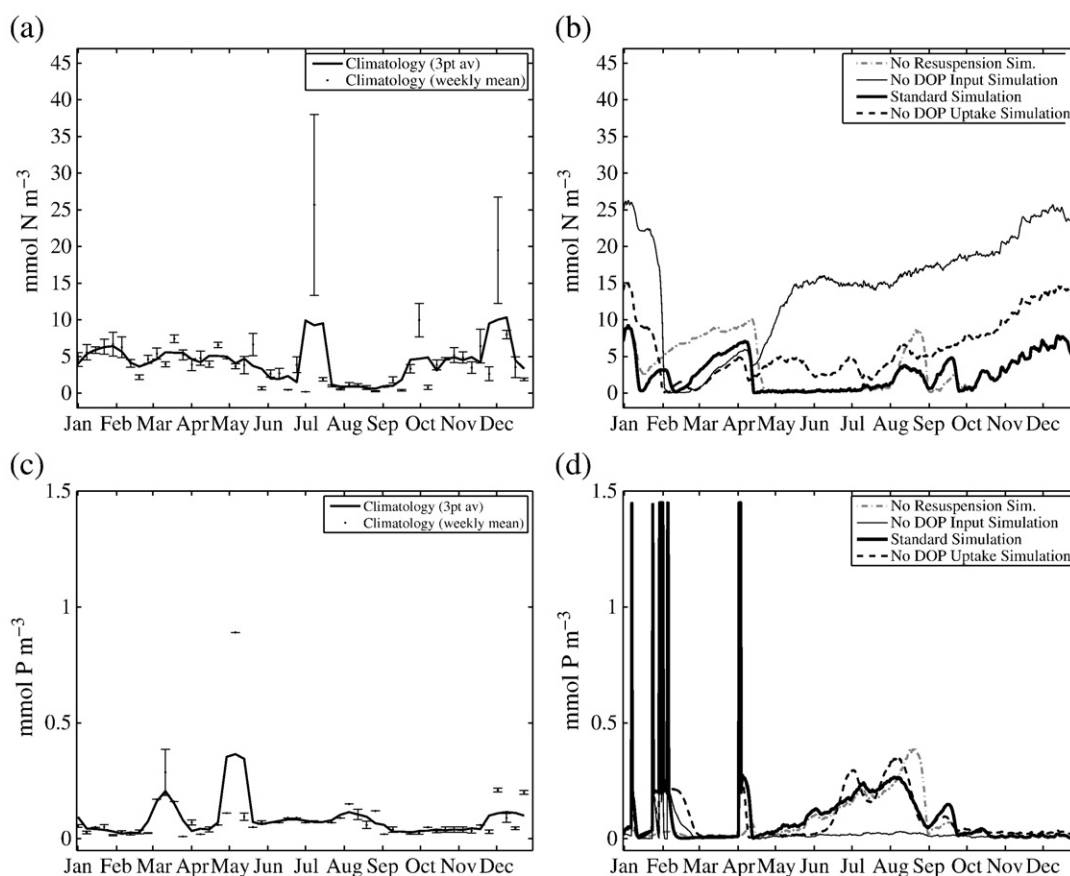 (a)
45
40
35
30
25
20
15
10
5
0
mmol N m⁻³
Climatology (3pt av)
Climatology (weekly mean)
Jan Feb Mar Apr May Jun Jul Aug Sep Oct Nov Dec
(b)
45
40
35
30
25
20
15
10
5
0
mmol N m⁻³
No Resuspension Sim.
No DOP Input Simulation
Standard Simulation
No DOP Uptake Simulation
Jan Feb Mar Apr May Jun Jul Aug Sep Oct Nov Dec
(c)
1.5
1
0.5
0
mmol P m⁻³
Climatology (3pt av)
Climatology (weekly mean)
Jan Feb Mar Apr May Jun Jul Aug Sep Oct Nov Dec
(d)
1.5
1
0.5
0
mmol P m⁻³
No Resuspension Sim.
No DOP Input Simulation
Standard Simulation
No DOP Uptake Simulation
Jan Feb Mar Apr May Jun Jul Aug Sep Oct Nov Dec